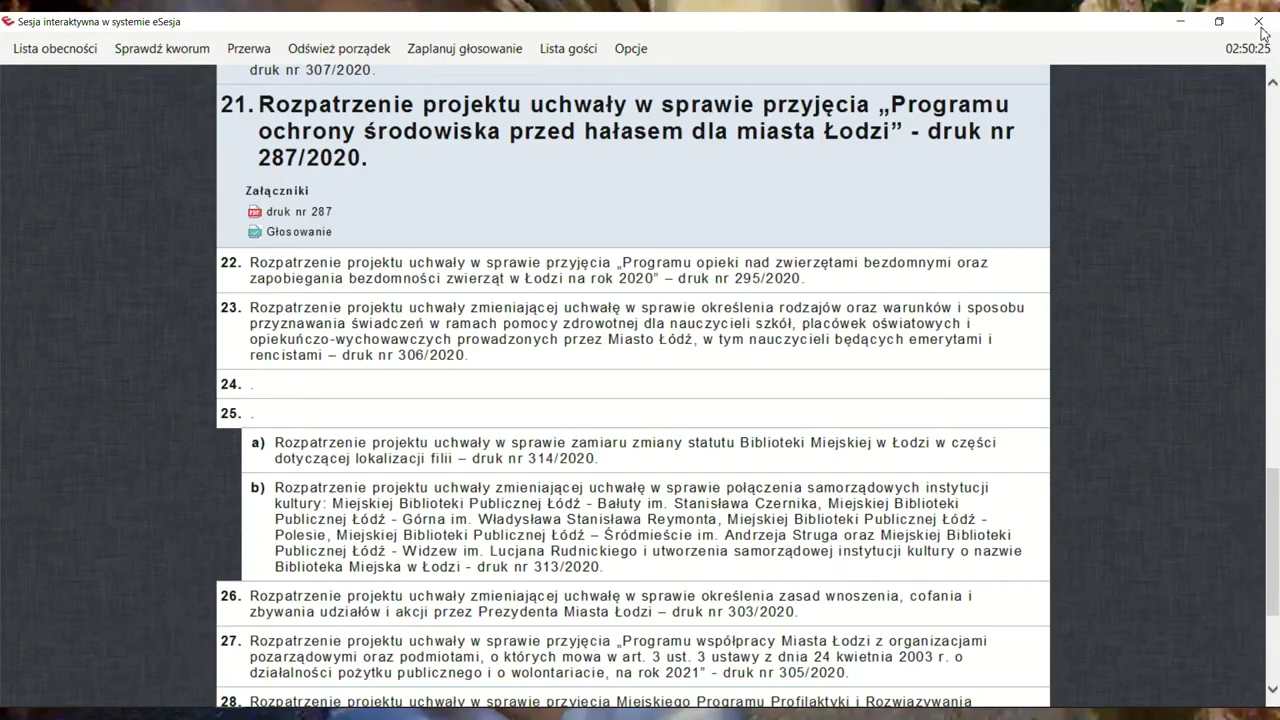 Sesja interaktywna w systemie eSesja
Lista obecności Sprawdź kworum Przerwa Odśwież porządek Zaplanuj głosowanie Lista gości Opcje 02:50:25
druk nr 307/2020.
21. Rozpatrzenie projektu uchwały w sprawie przyjęcia „Programu
ochrony środowiska przed hałasem dla miasta Łodzi” - druk nr
287/2020.
Załączniki
PDF druk nr 287
Głosowanie
22. Rozpatrzenie projektu uchwały w sprawie przyjęcia „Programu opieki nad zwierzętami bezdomnymi oraz
zapobiegania bezdomności zwierząt w Łodzi na rok 2020” – druk nr 295/2020.
23. Rozpatrzenie projektu uchwały zmieniającej uchwałę w sprawie określenia rodzajów oraz warunków i sposobu
przyznawania świadczeń w ramach pomocy zdrowotnej dla nauczycieli szkół, placówek oświatowych i
opiekuńczo-wychowawczych prowadzonych przez Miasto Łódź, w tym nauczycieli będących emerytami i
rencistami – druk nr 306/2020.
24. .
25. .
a) Rozpatrzenie projektu uchwały w sprawie zamiaru zmiany statutu Biblioteki Miejskiej w Łodzi w części
dotyczącej lokalizacji filii – druk nr 314/2020.
b) Rozpatrzenie projektu uchwały zmieniającej uchwałę w sprawie połączenia samorządowych instytucji
kultury: Miejskiej Biblioteki Publicznej Łódź - Bałuty im. Stanisława Czernika, Miejskiej Biblioteki
Publicznej Łódź - Górna im. Władysława Stanisława Reymonta, Miejskiej Biblioteki Publicznej Łódź -
Polesie, Miejskiej Biblioteki Publicznej Łódź – Śródmieście im. Andrzeja Struga oraz Miejskiej Biblioteki
Publicznej Łódź - Widzew im. Lucjana Rudnickiego i utworzenia samorządowej instytucji kultury o nazwie
Biblioteka Miejska w Łodzi - druk nr 313/2020.
26. Rozpatrzenie projektu uchwały zmieniającej uchwałę w sprawie określenia zasad wnoszenia, cofania i
zbywania udziałów i akcji przez Prezydenta Miasta Łodzi – druk nr 303/2020.
27. Rozpatrzenie projektu uchwały w sprawie przyjęcia „Programu współpracy Miasta Łodzi z organizacjami
pozarządowymi oraz podmiotami, o których mowa w art. 3 ust. 3 ustawy z dnia 24 kwietnia 2003 r. o
działalności pożytku publicznego i o wolontariacie, na rok 2021” - druk nr 305/2020.
28. Rozpatrzenie projektu uchwały w sprawie przyjęcia Miejskiego Programu Profilaktyki i Rozwiązywania